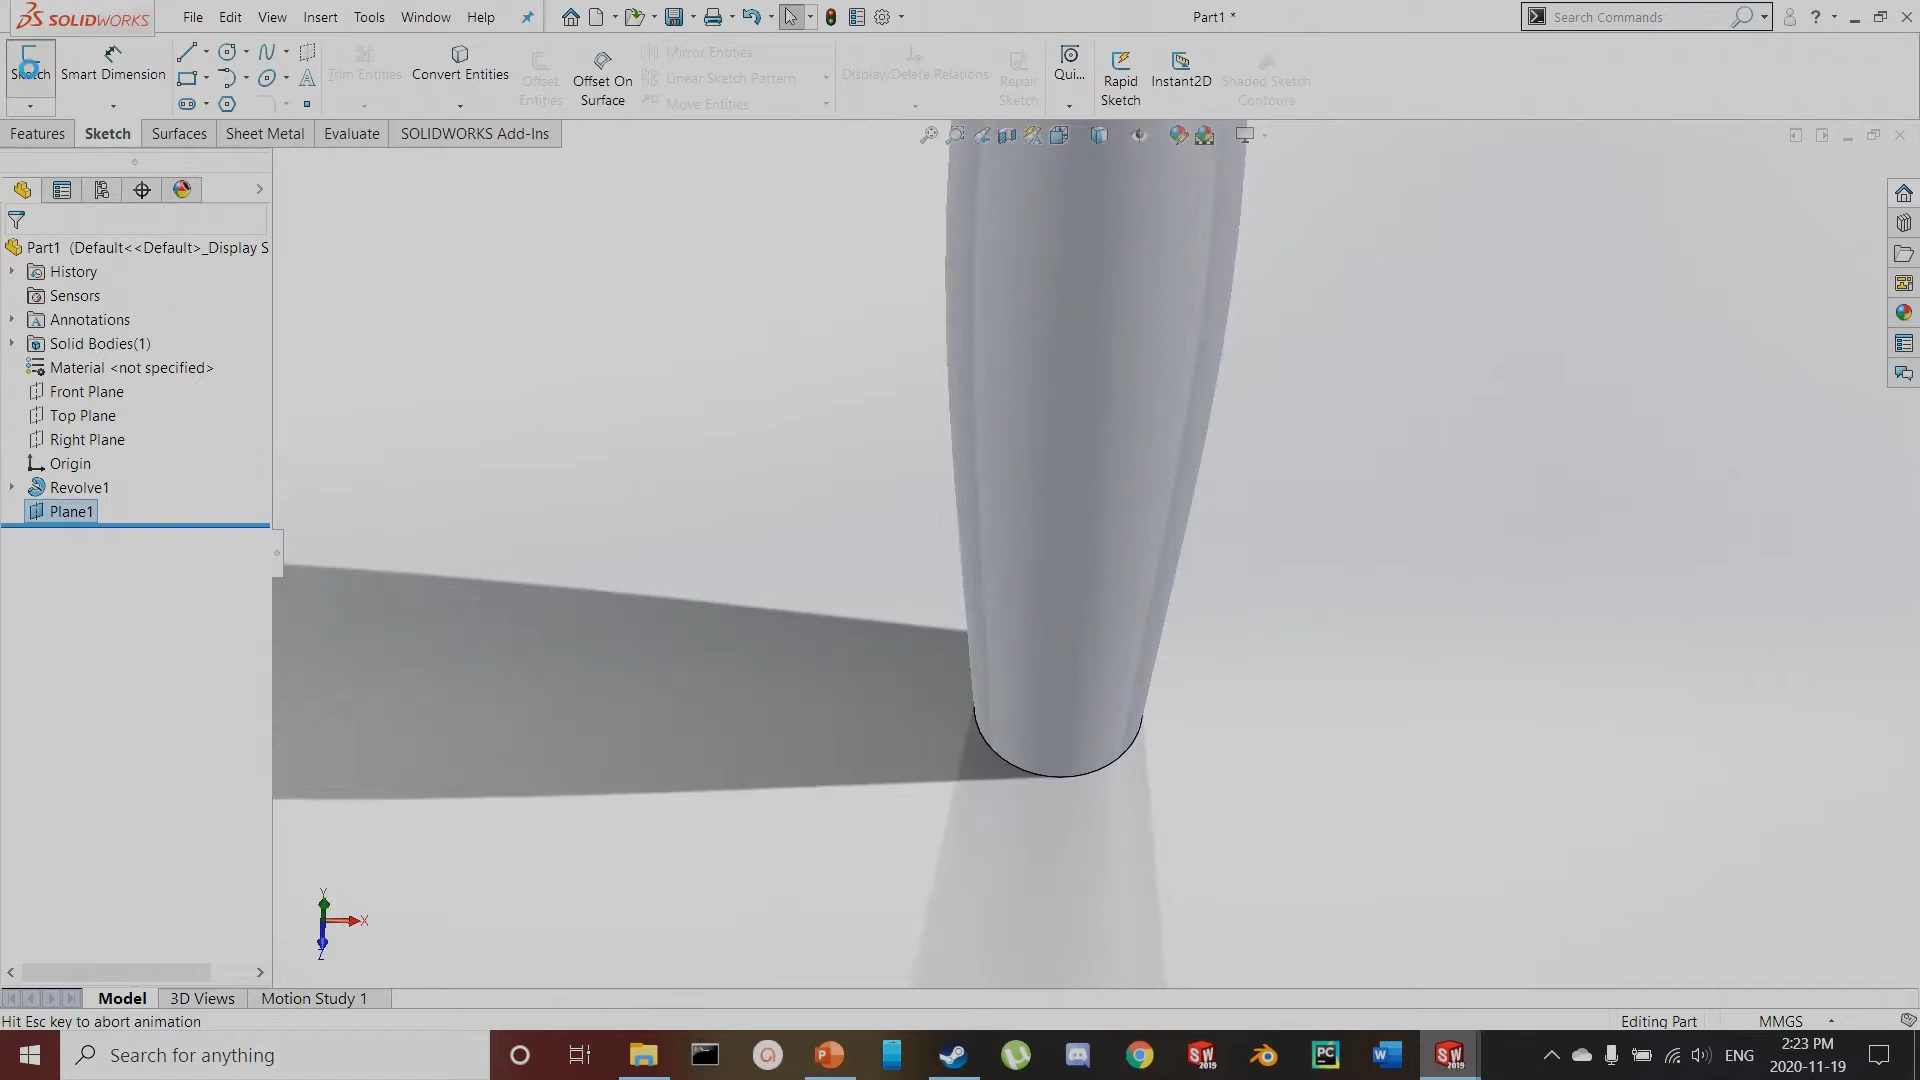 SOLIDWORKS
File Edit View Insert Tools Window Help
Part1 *
Search Commands
Sketch
Smart Dimension
Trim Entities
Convert Entities
Offset Entities
Offset On Surface
Mirror Entities
Linear Sketch Pattern
Move Entities
Display/Delete Relations
Repair Sketch
Qui...
Rapid Sketch
Instant2D
Shaded Sketch Contours
Features Sketch Surfaces Sheet Metal Evaluate SOLIDWORKS Add-Ins
Part1 (Default<<Default>_Display S
History
Sensors
Annotations
Solid Bodies(1)
Material <not specified>
Front Plane
Top Plane
Right Plane
Origin
Revolve1
Plane1
Y
X
Z
Model 3D Views Motion Study 1
Hit Esc key to abort animation
Editing Part
MMGS
Search for anything
SW 2019
PC
SW 2019
ENG
2:23 PM
2020-11-19